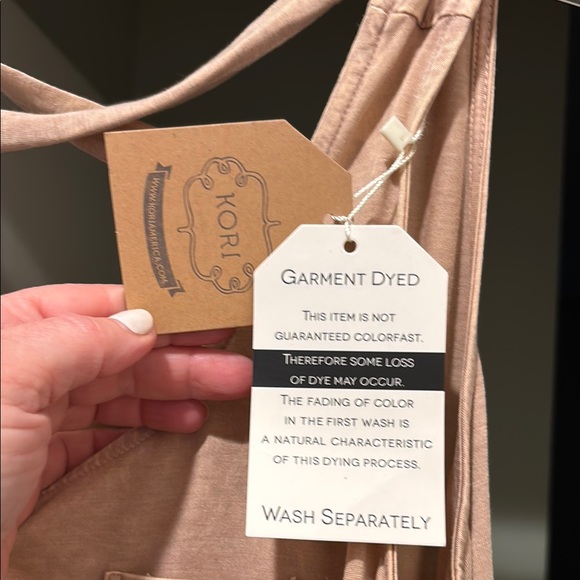 KORI
WWW.KORIAMERICA.COM
GARMENT DYED
THIS ITEM IS NOT
GUARANTEED COLORFAST.
THEREFORE SOME LOSS
OF DYE MAY OCCUR.
THE FADING OF COLOR
IN THE FIRST WASH IS
A NATURAL CHARACTERISTIC
OF THIS DYING PROCESS.
WASH SEPARATELY